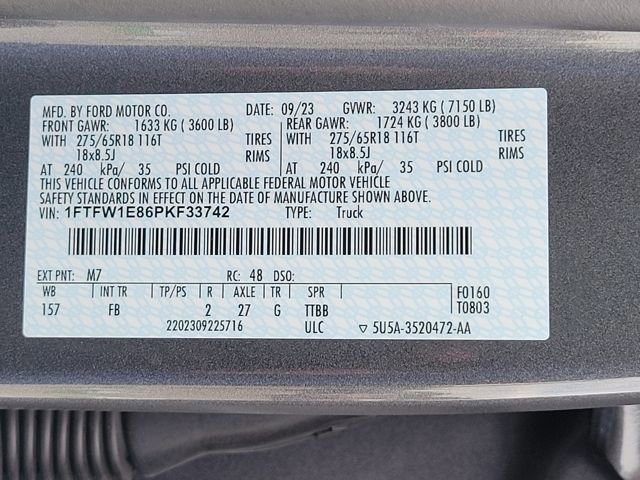 MFD. BY FORD MOTOR CO. DATE: 09/23 GVWR: 3243 KG ( 7150 LB)
FRONT GAWR: 1633 KG ( 3600 LB) REAR GAWR: 1724 KG ( 3800 LB)
WITH 275/65R18 116T TIRES WITH 275/65R18 116T TIRES
18x8.5J RIMS 18x8.5J RIMS
AT 240 kPa/ 35 PSI COLD AT 240 kPa/ 35 PSI COLD
THIS VEHICLE CONFORMS TO ALL APPLICABLE FEDERAL MOTOR VEHICLE
SAFETY STANDARDS IN EFFECT ON THE DATE OF MANUFACTURE SHOWN ABOVE.
VIN: 1FTFW1E86PKF33742 TYPE: Truck
EXT PNT: M7 RC: 48 DSO:
WB INT TR TP/PS R AXLE TR SPR F0160
157 FB 2 27 G TTBB T0803
2202309225716 ULC ▽ 5U5A-3520472-AA